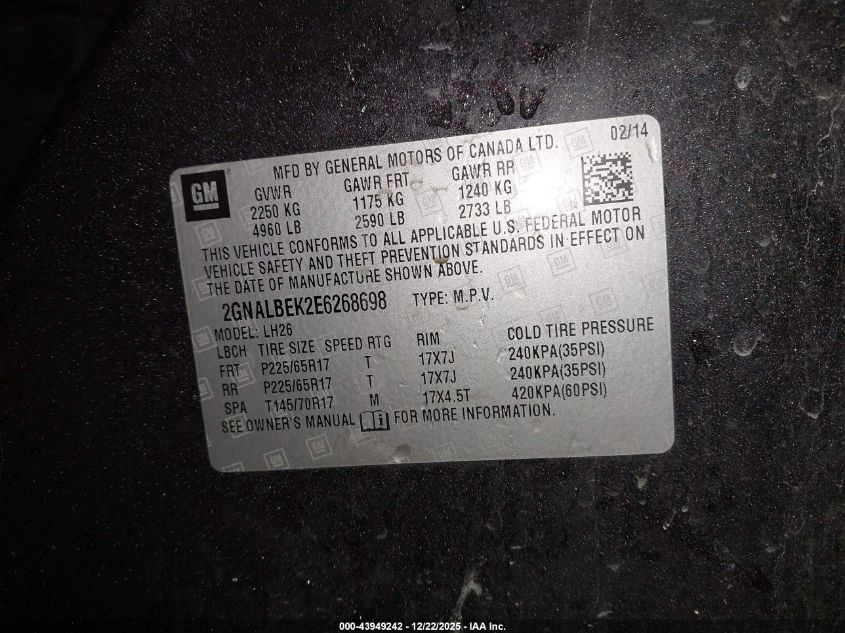 02/14
MFD BY GENERAL MOTORS OF CANADA LTD.
GM
GVWR GAWR FRT GAWR RR
2250 KG 1175 KG 1240 KG
4960 LB 2590 LB 2733 LB
THIS VEHICLE CONFORMS TO ALL APPLICABLE U.S. FEDERAL MOTOR
VEHICLE SAFETY AND THEFT PREVENTION STANDARDS IN EFFECT ON
THE DATE OF MANUFACTURE SHOWN ABOVE.
2GNALBEK2E6268698 TYPE: M.P.V.
MODEL: LH26
LBCH TIRE SIZE SPEED RTG RIM COLD TIRE PRESSURE
FRT P225/65R17 T 17X7J 240KPA(35PSI)
RR P225/65R17 T 17X7J 240KPA(35PSI)
SPA T145/70R17 M 17X4.5T 420KPA(60PSI)
SEE OWNER'S MANUAL FOR MORE INFORMATION.
000-43949242 - 12/22/2025 - IAA Inc.